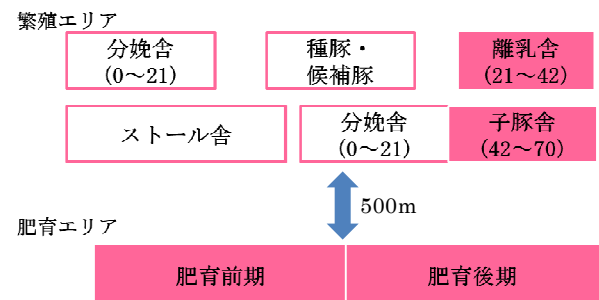 繁殖エリア
分娩舎
(0～21)
種豚・
候補豚
離乳舎
(21～42)
ストール舎
分娩舎
(0～21)
子豚舎
(42～70)
500m
肥育エリア
肥育前期
肥育後期